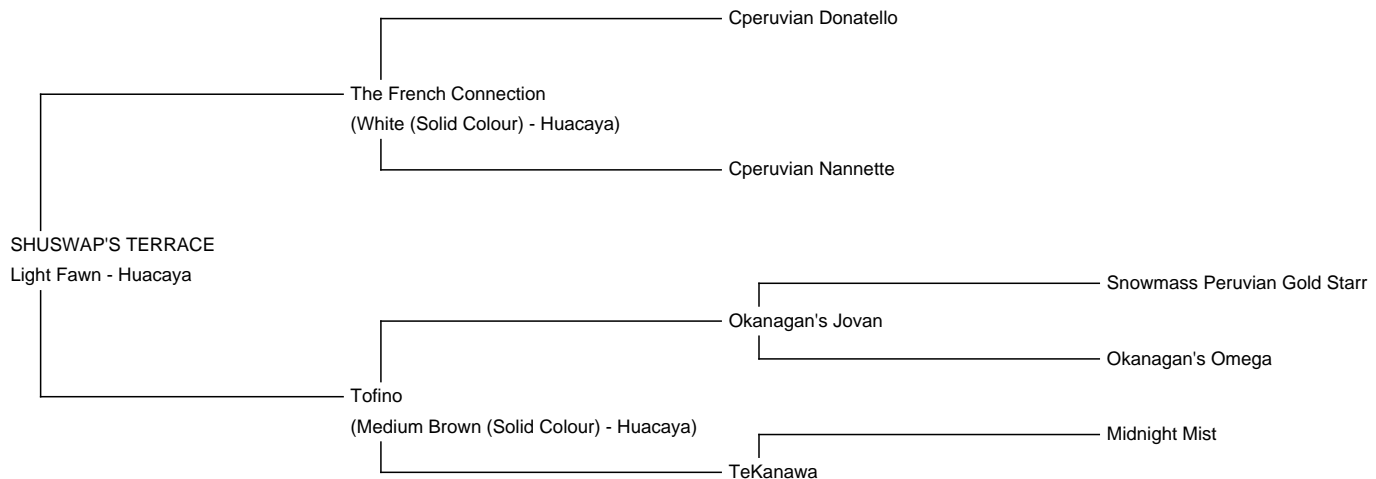 Cperuvian Donatello
The French Connection
(White (Solid Colour) - Huacaya)
Cperuvian Nannette
SHUSWAP'S TERRACE
Light Fawn - Huacaya
Snowmass Peruvian Gold Starr
Okanagan's Jovan
Okanagan's Omega
Tofino
(Medium Brown (Solid Colour) - Huacaya)
Midnight Mist
TeKanawa